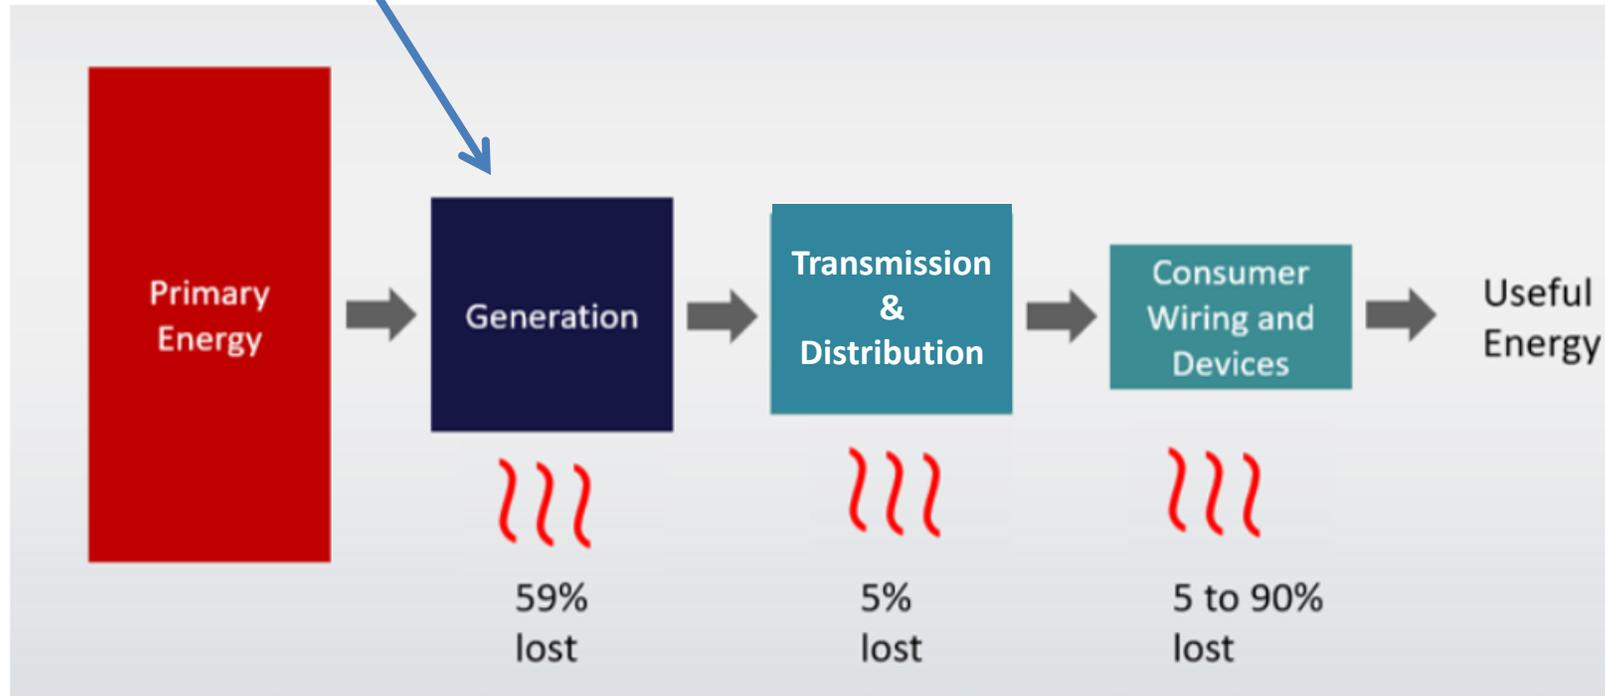 Primary
Energy
Generation
Transmission
&
Distribution
Consumer
Wiring and
Devices
Useful
Energy
59%
lost
5%
lost
5 to 90%
lost